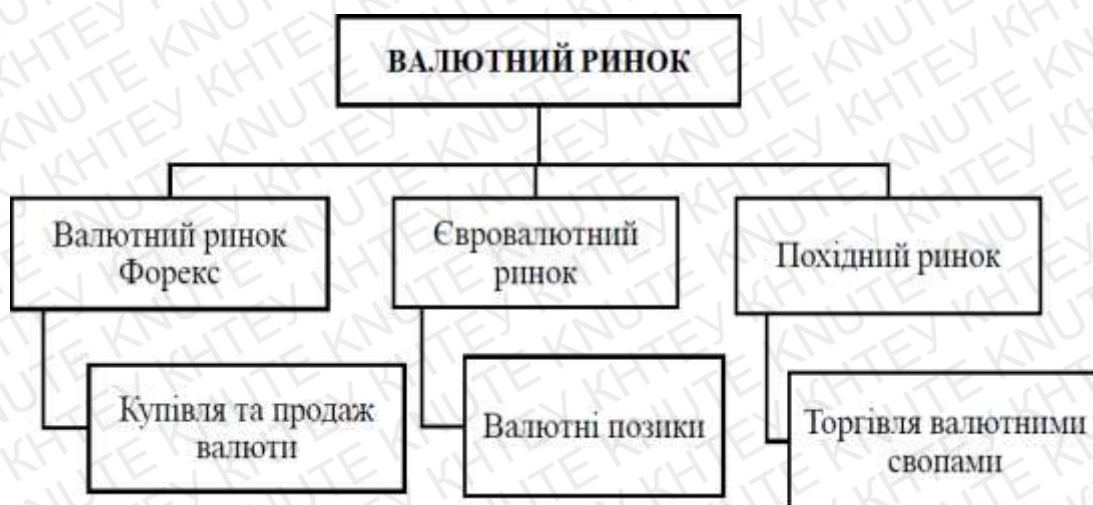 ВАЛЮТНИЙ РИНОК
Валютний ринок
Форекс
Євровалютний
ринок
Похідний ринок
Купівля та продаж
валюти
Валютні позики
Торгівля валютними
свопами